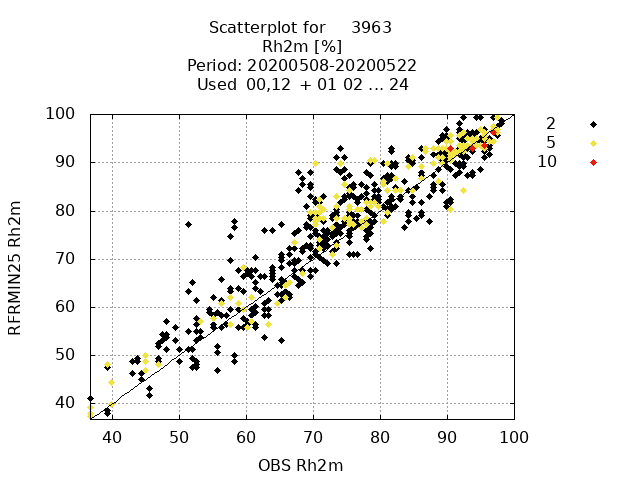 Scatterplot for 3963
Rh2m [%]
Period: 20200508-20200522
Used 00,12 + 01 02 ... 24
100
90
80
70
60
50
40
40 50 60 70 80 90 100
RFRMIN25 Rh2m
OBS Rh2m
2
5
10